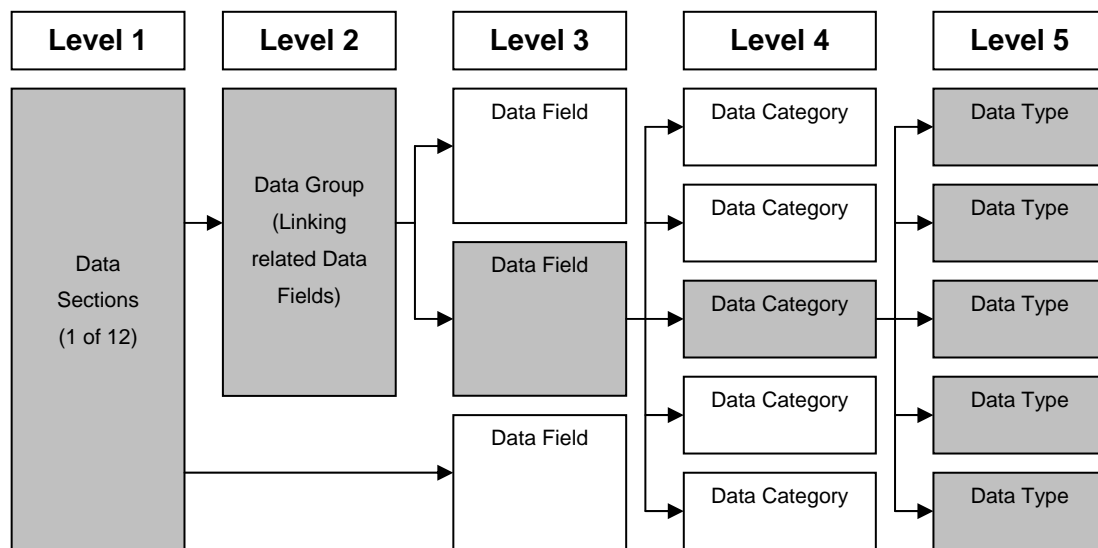 Level 1
Level 2
Level 3
Level 4
Level 5
Data
Sections
(1 of 12)
Data Group
(Linking
related Data
Fields)
Data Field
Data Field
Data Field
Data Category
Data Category
Data Category
Data Category
Data Category
Data Type
Data Type
Data Type
Data Type
Data Type